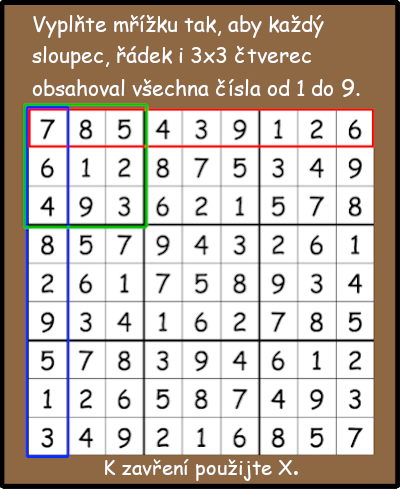 Vyplňte mřížku tak, aby každý
sloupec, řádek i 3x3 čtverec
obsahoval všechna čísla od 1 do 9.
7 8 5 4 3 9 1 2 6
6 1 2 8 7 5 3 4 9
4 9 3 6 2 1 5 7 8
8 5 7 9 4 3 2 6 1
2 6 1 7 5 8 9 3 4
9 3 4 1 6 2 7 8 5
5 7 8 3 9 4 6 1 2
1 2 6 5 8 7 4 9 3
3 4 9 2 1 6 8 5 7
K zavření použijte X.